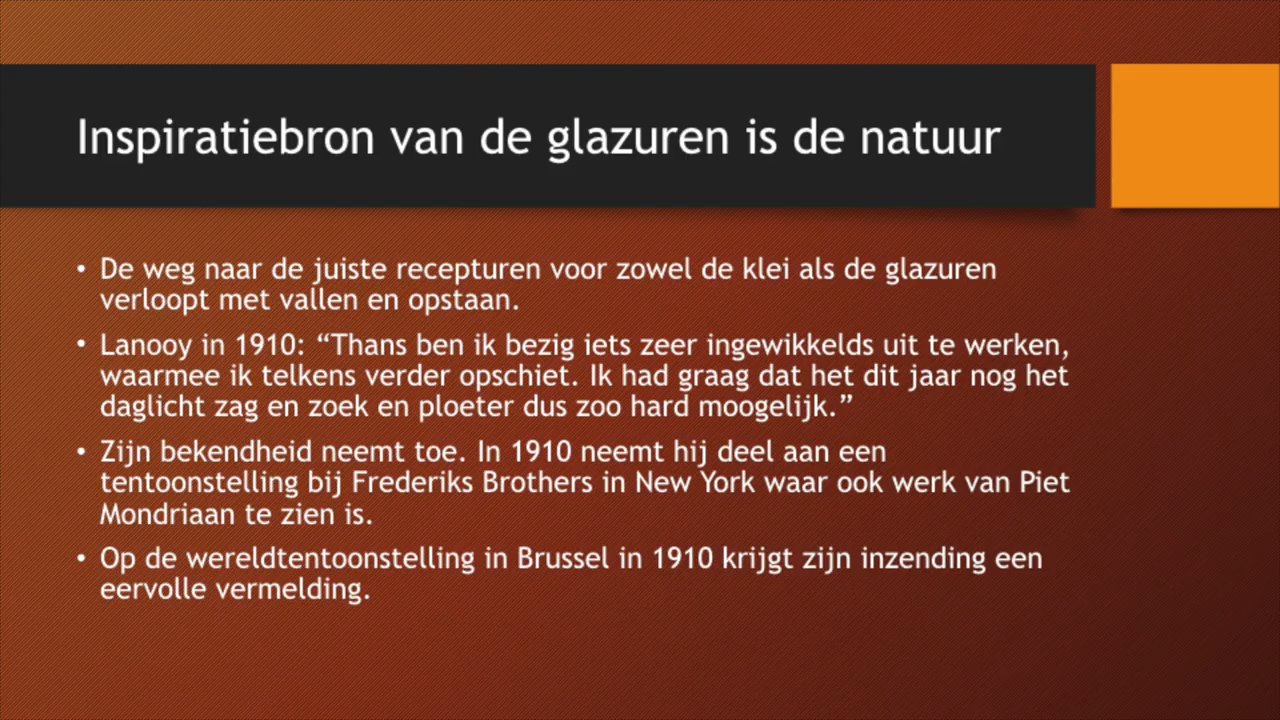 Inspiratiebron van de glazuren is de natuur
• De weg naar de juiste recepturen voor zowel de klei als de glazuren
verloopt met vallen en opstaan.
• Lanooy in 1910: “Thans ben ik bezig iets zeer ingewikkelds uit te werken,
waarmee ik telkens verder opschiet. Ik had graag dat het dit jaar nog het
daglicht zag en zoek en ploeter dus zoo hard moogelijk.”
• Zijn bekendheid neemt toe. In 1910 neemt hij deel aan een
tentoonstelling bij Frederiks Brothers in New York waar ook werk van Piet
Mondriaan te zien is.
• Op de wereldtentoonstelling in Brussel in 1910 krijgt zijn inzending een
eervolle vermelding.